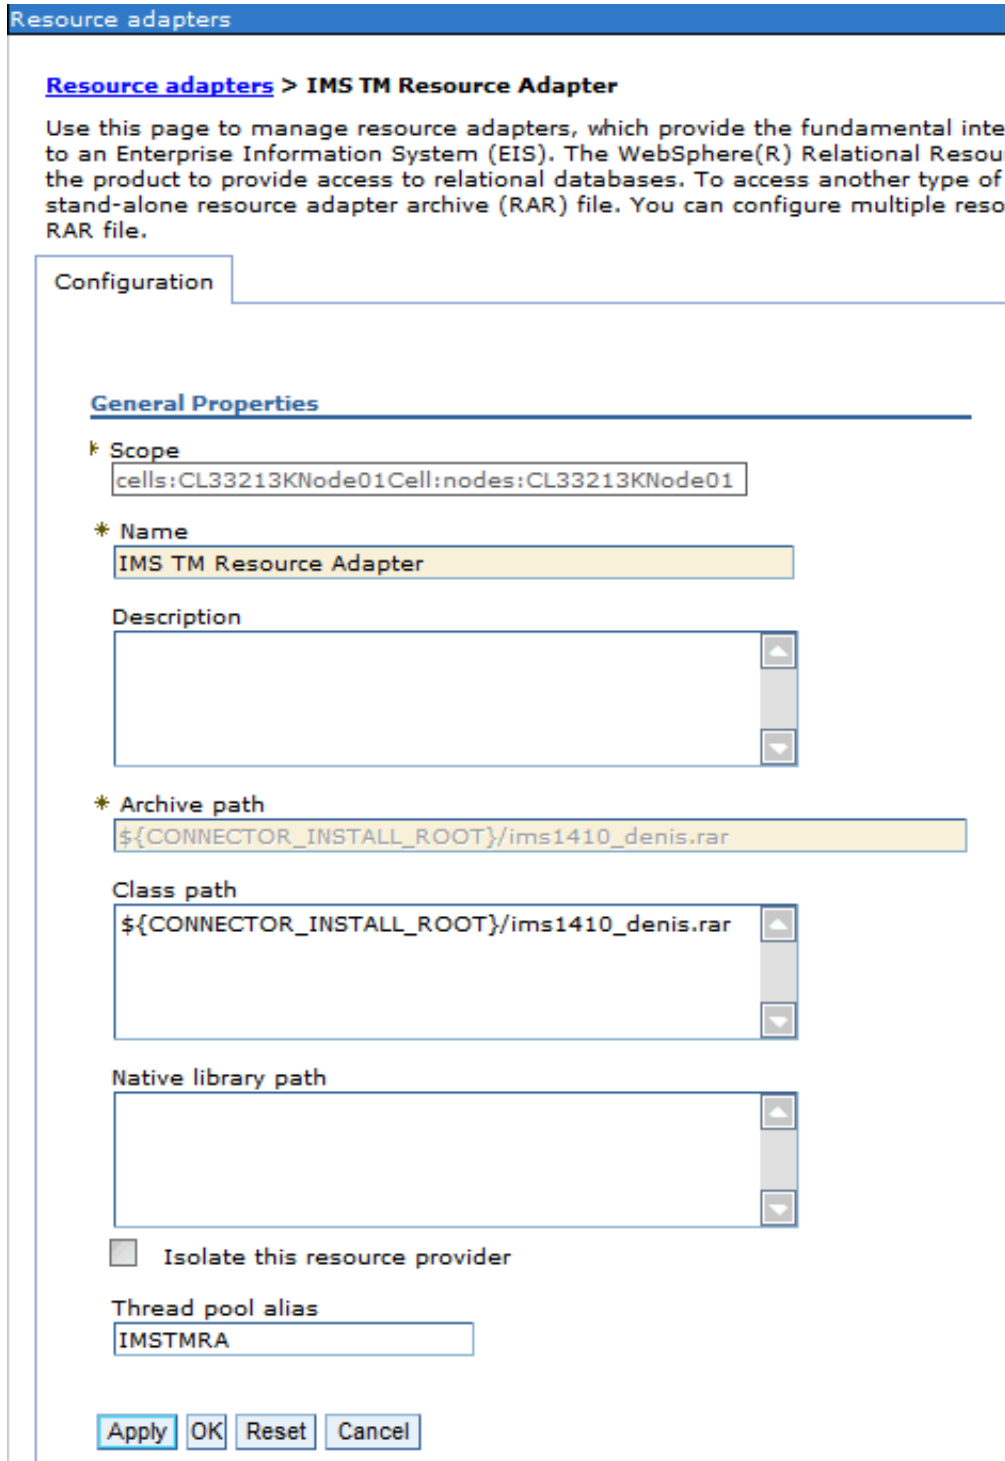 Resource adapters
Resource adapters > IMS TM Resource Adapter
Use this page to manage resource adapters, which provide the fundamental inte
to an Enterprise Information System (EIS). The WebSphere(R) Relational Resou
the product to provide access to relational databases. To access another type of
stand-alone resource adapter archive (RAR) file. You can configure multiple reso
RAR file.
Configuration
General Properties
Scope
cells:CL33213KNode01Cell:nodes:CL33213KNode01
* Name
IMS TM Resource Adapter
Description
* Archive path
${CONNECTOR_INSTALL_ROOT}/ims1410_denis.rar
Class path
${CONNECTOR_INSTALL_ROOT}/ims1410_denis.rar
Native library path
Isolate this resource provider
Thread pool alias
IMSTMRA
Apply OK Reset Cancel